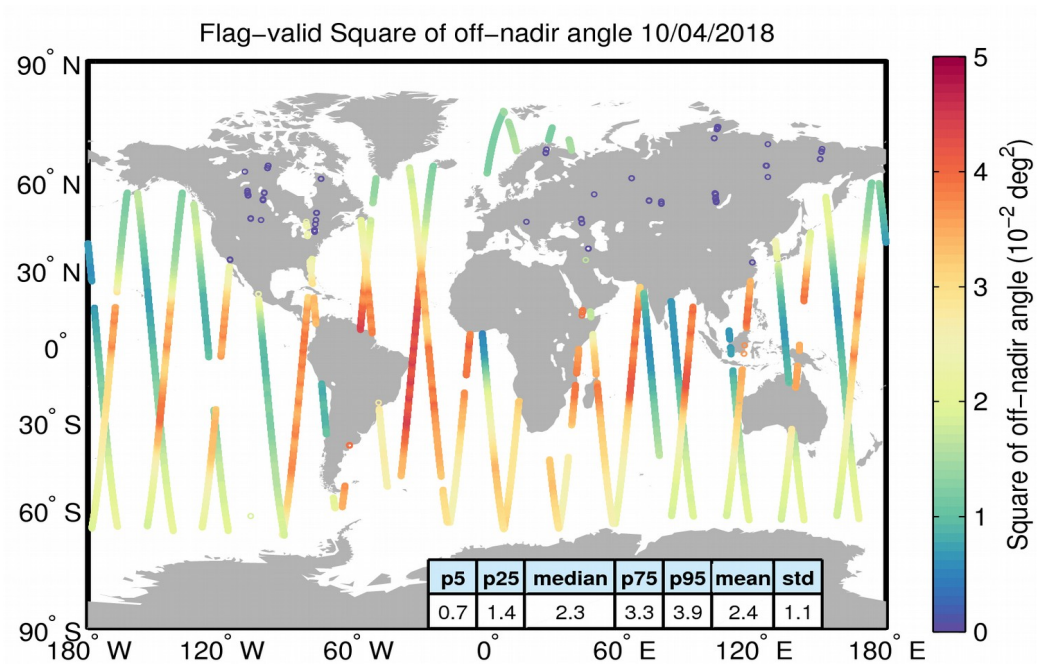 Flag-valid Square of off-nadir angle 10/04/2018
90° N
60° N
30° N
0°
30° S
60° S
90° S
180° W
120° W
60° W
0°
60° E
120° E
180° E
p5 p25 median p75 p95 mean std
0.7 1.4 2.3 3.3 3.9 2.4 1.1
5
4
3
2
1
0
Square of off-nadir angle (10⁻² deg²)